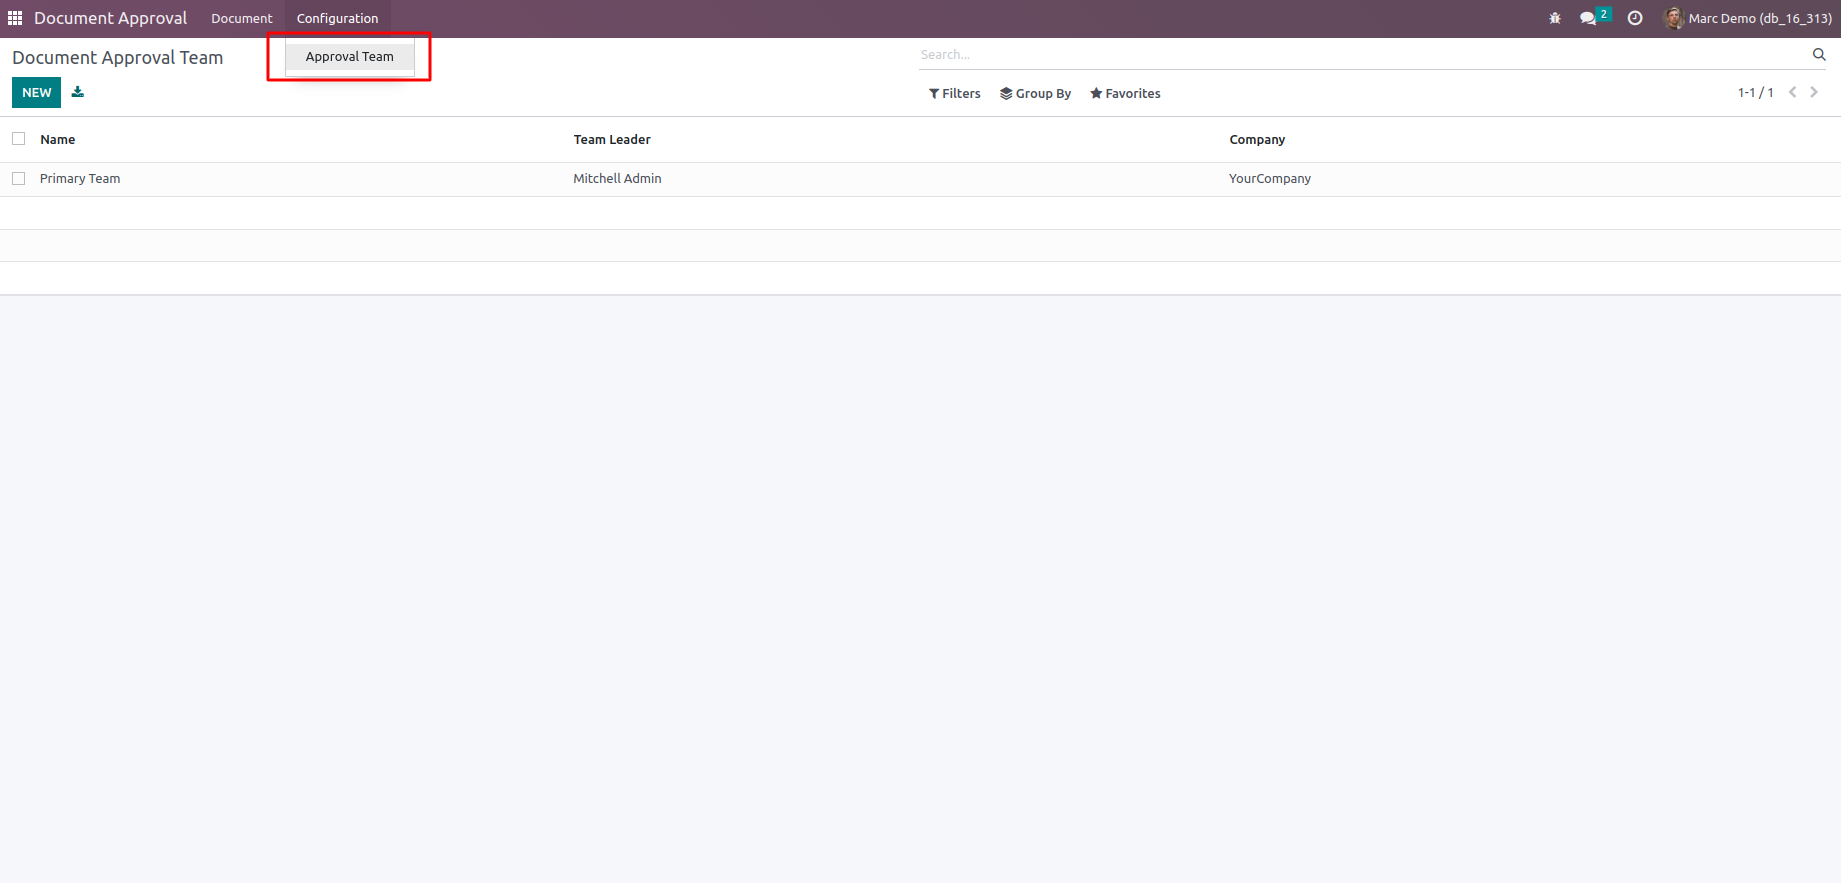 Document Approval Document Configuration 2 Marc Demo (db_16_313)
Document Approval Team Approval Team Search...
NEW Filters Group By Favorites 1-1 / 1
Name Team Leader Company
Primary Team Mitchell Admin YourCompany